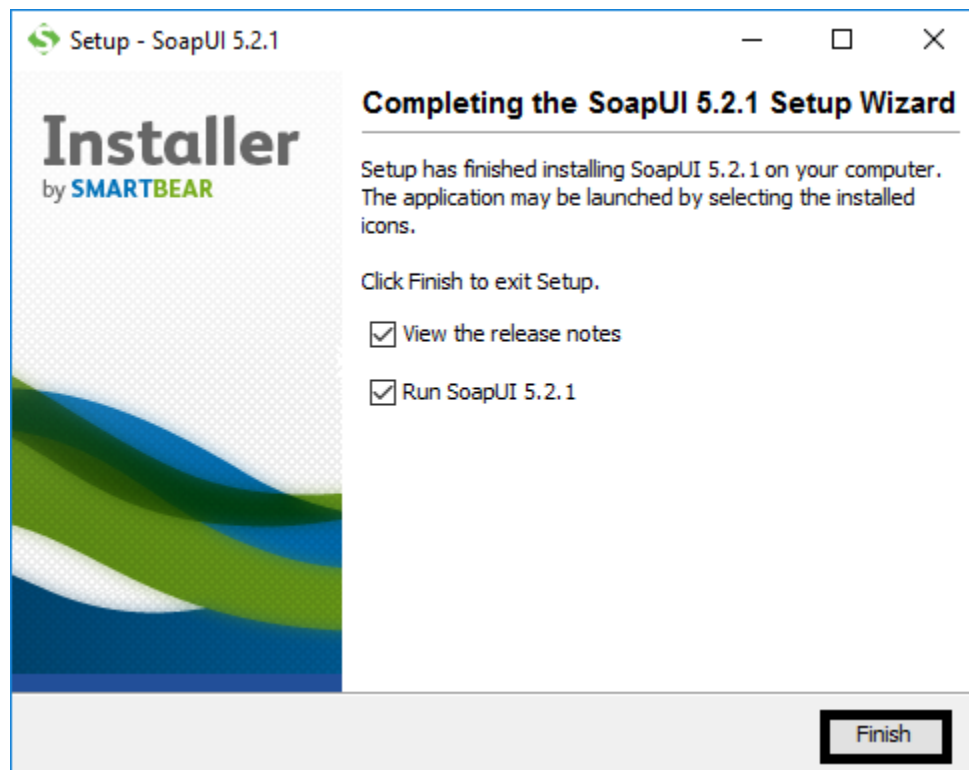 Setup - SoapUI 5.2.1
Installer
by SMARTBEAR
Completing the SoapUI 5.2.1 Setup Wizard
Setup has finished installing SoapUI 5.2.1 on your computer.
The application may be launched by selecting the installed
icons.
Click Finish to exit Setup.
View the release notes
Run SoapUI 5.2.1
Finish